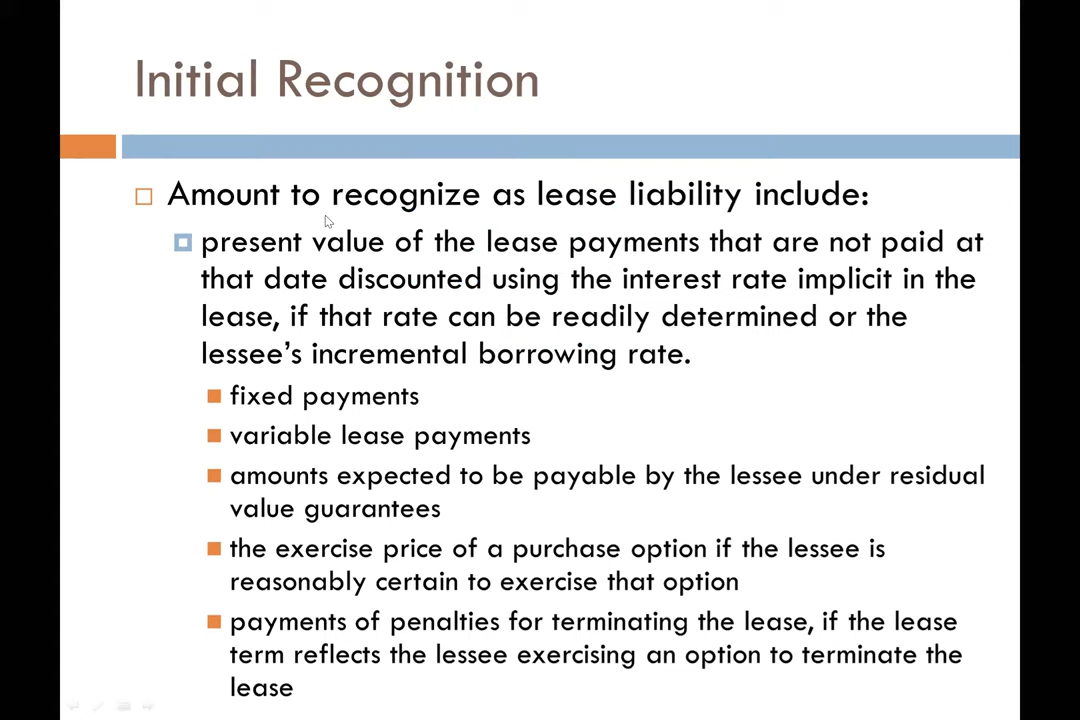 Initial Recognition
Amount to recognize as lease liability include:
present value of the lease payments that are not paid at
that date discounted using the interest rate implicit in the
lease, if that rate can be readily determined or the
lessee’s incremental borrowing rate.
fixed payments
variable lease payments
amounts expected to be payable by the lessee under residual
value guarantees
the exercise price of a purchase option if the lessee is
reasonably certain to exercise that option
payments of penalties for terminating the lease, if the lease
term reflects the lessee exercising an option to terminate the
lease